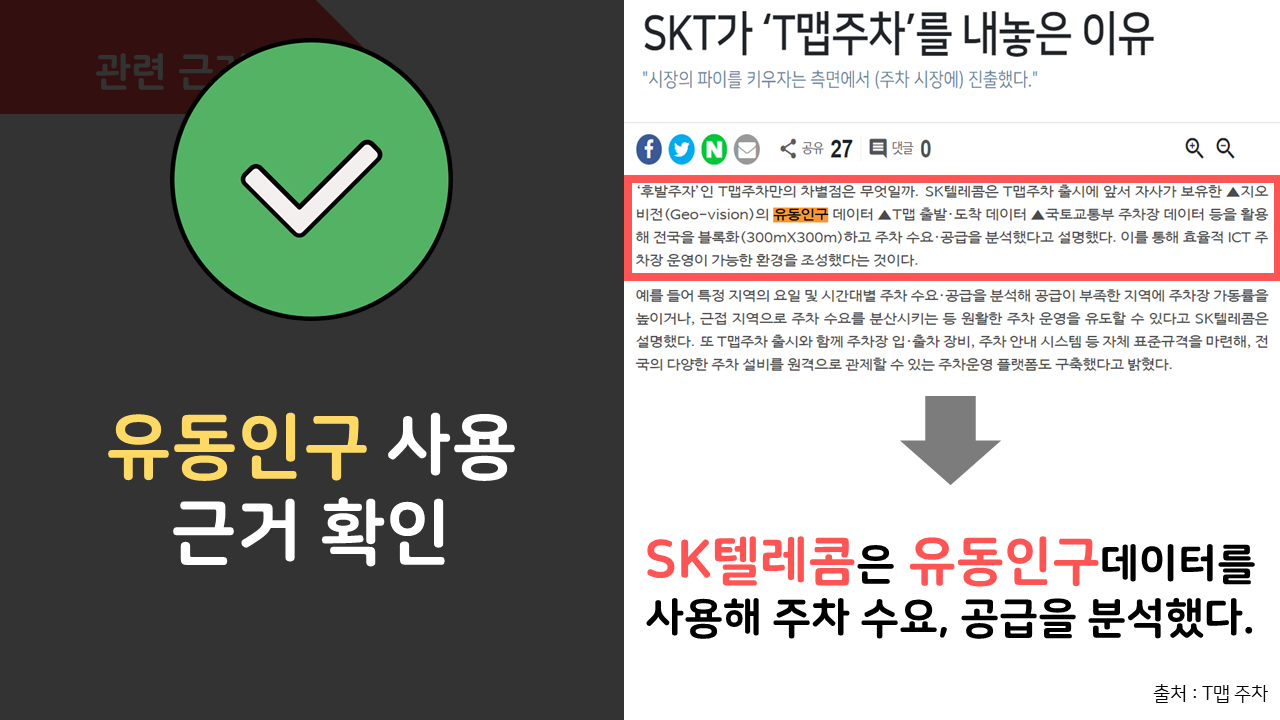 관련 근거
유동인구 사용
근거 확인
SKT가 ‘T맵주차’를 내놓은 이유
"시장의 파이를 키우자는 측면에서 (주차 시장에) 진출했다."
공유 27 댓글 0
‘후발주자’인 T맵주차만의 차별점은 무엇일까. SK텔레콤은 T맵주차 출시에 앞서 자사가 보유한 ▲지오
비전(Geo-vision)의 유동인구 데이터 ▲T맵 출발·도착 데이터 ▲국토교통부 주차장 데이터 등을 활용
해 전국을 블록화(300mX300m)하고 주차 수요·공급을 분석했다고 설명했다. 이를 통해 효율적 ICT 주
차장 운영이 가능한 환경을 조성했다는 것이다.
예를 들어 특정 지역의 요일 및 시간대별 주차 수요·공급을 분석해 공급이 부족한 지역에 주차장 가동률을
높이거나, 근접 지역으로 주차 수요를 분산시키는 등 원활한 주차 운영을 유도할 수 있다고 SK텔레콤은
설명했다. 또 T맵주차 출시와 함께 주차장 입·출차 장비, 주차 안내 시스템 등 자체 표준규격을 마련해, 전
국의 다양한 주차 설비를 원격으로 관제할 수 있는 주차운영 플랫폼도 구축했다고 밝혔다.
SK텔레콤은 유동인구데이터를
사용해 주차 수요, 공급을 분석했다.
출처 : T맵 주차